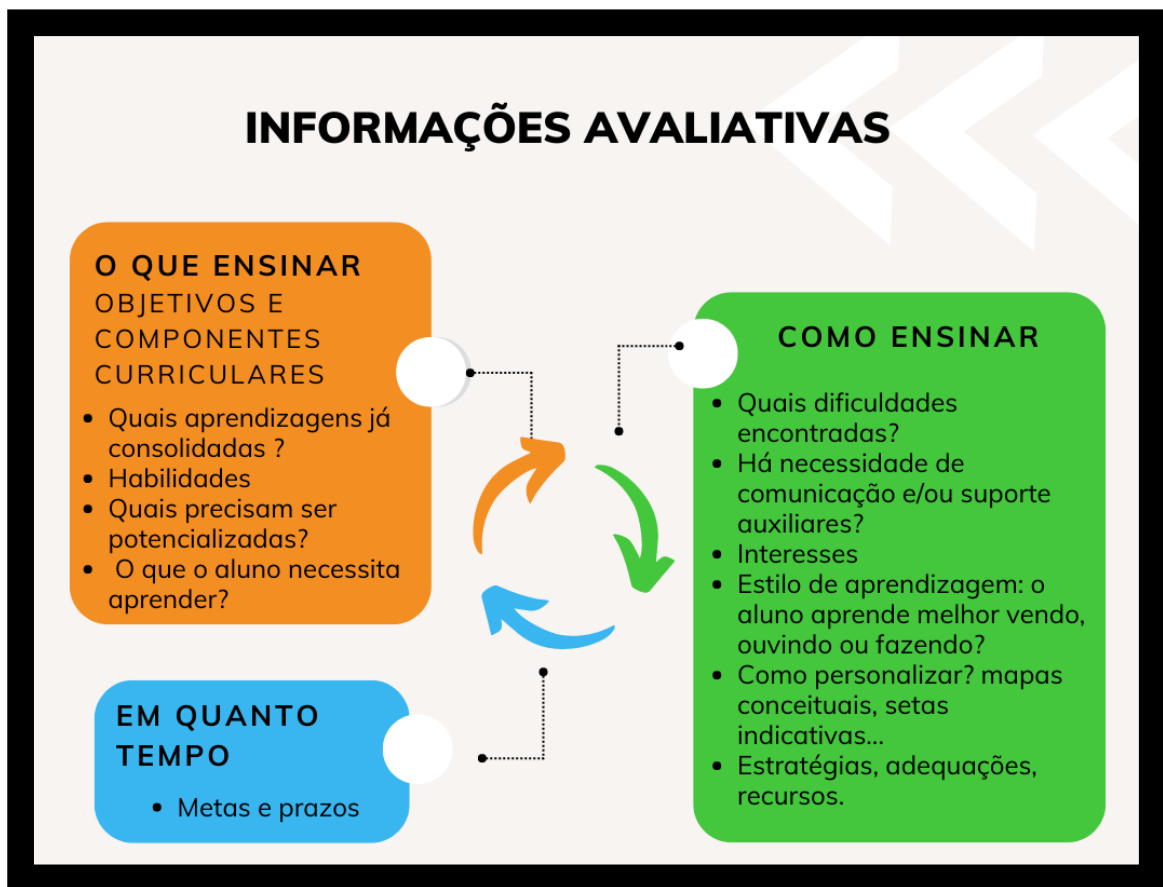 INFORMAÇÕES AVALIATIVAS
O QUE ENSINAR
OBJETIVOS E
COMPONENTES
CURRICULARES
• Quais aprendizagens já
consolidadas ?
• Habilidades
• Quais precisam ser
potencializadas?
• O que o aluno necessita
aprender?
COMO ENSINAR
• Quais dificuldades
encontradas?
• Há necessidade de
comunicação e/ou suporte
auxiliares?
• Interesses
• Estilo de aprendizagem: o
aluno aprende melhor vendo,
ouvindo ou fazendo?
• Como personalizar? mapas
conceituais, setas
indicativas...
• Estratégias, adequações,
recursos.
EM QUANTO
TEMPO
• Metas e prazos